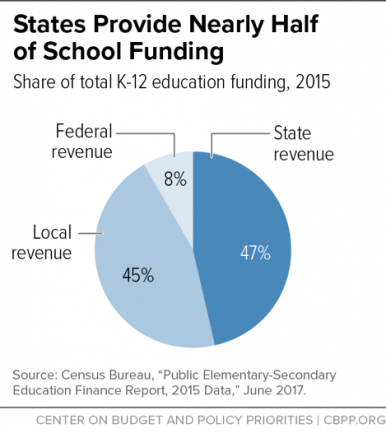 States Provide Nearly Half
of School Funding
Share of total K-12 education funding, 2015
Federal
revenue
State
revenue
8%
Local
revenue
47%
45%
Source: Census Bureau, “Public Elementary-Secondary
Education Finance Report, 2015 Data,” June 2017.
CENTER ON BUDGET AND POLICY PRIORITIES | CBPP.ORG